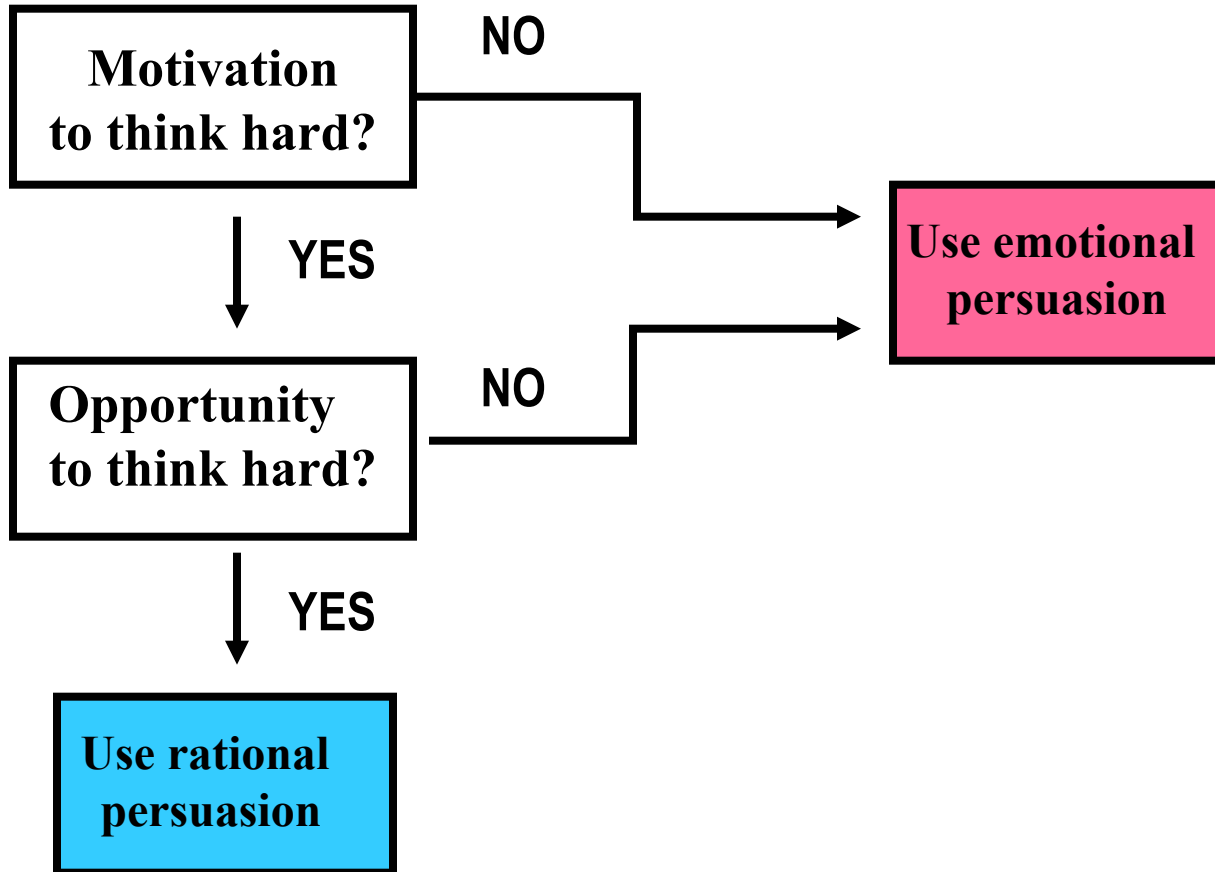 Motivation
to think hard?
NO
YES
Use emotional
persuasion
Opportunity
to think hard?
NO
YES
Use rational
persuasion